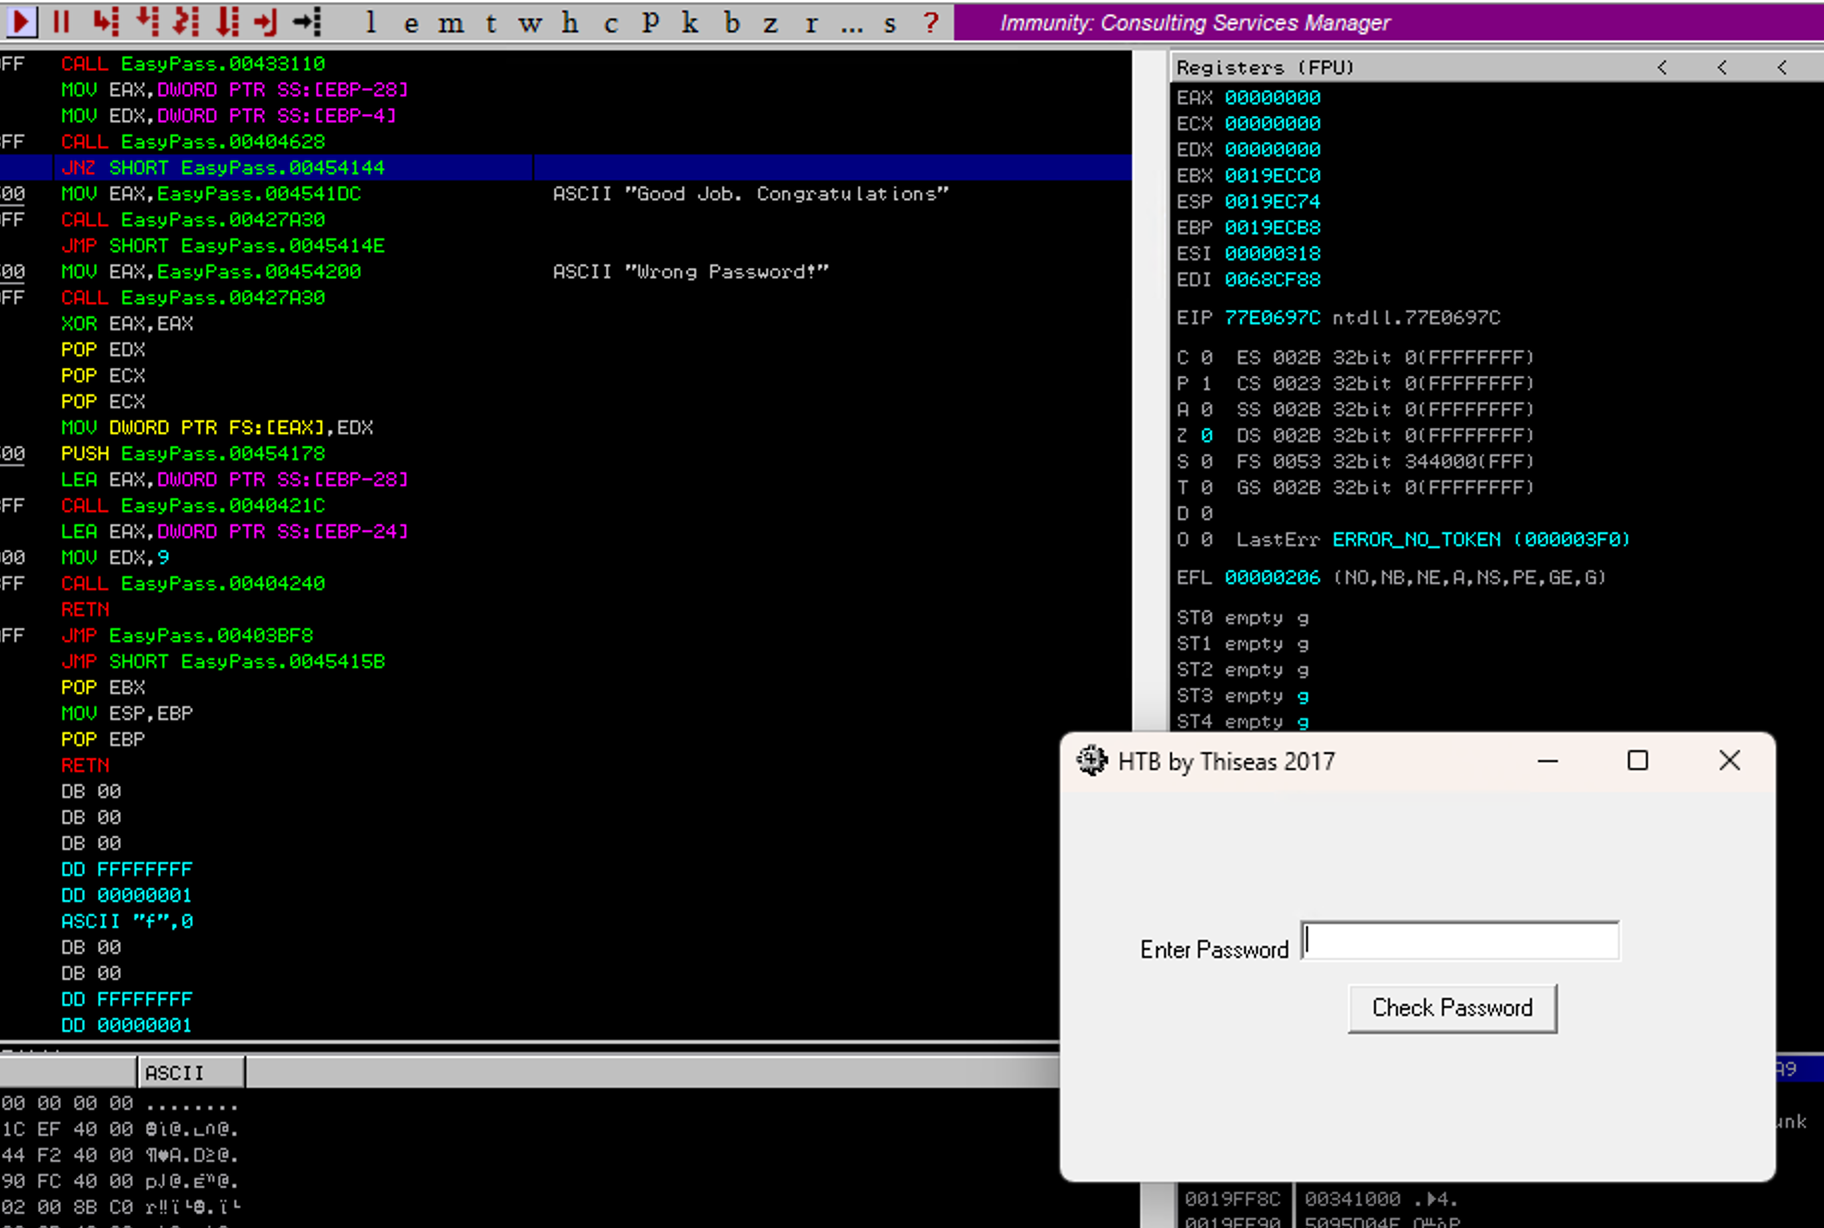 l e m t w h c P k b z r ... s ? Immunity: Consulting Services Manager
FF CALL EasyPass.00433110
MOV EAX,DWORD PTR SS:[EBP-28]
MOV EDX,DWORD PTR SS:[EBP-4]
FF CALL EasyPass.00404628
JNZ SHORT EasyPass.00454144
00 MOV EAX,EasyPass.004541DC ASCII "Good Job. Congratulations"
FF CALL EasyPass.00427A30
JMP SHORT EasyPass.0045414E
00 MOV EAX,EasyPass.00454200 ASCII "Wrong Password!"
FF CALL EasyPass.00427A30
XOR EAX,EAX
POP EDX
POP ECX
POP ECX
MOV DWORD PTR FS:[EAX],EDX
00 PUSH EasyPass.00454178
LEA EAX,DWORD PTR SS:[EBP-28]
FF CALL EasyPass.0040421C
LEA EAX,DWORD PTR SS:[EBP-24]
000 MOV EDX,9
FF CALL EasyPass.00404240
RETN
FF JMP EasyPass.00403BF8
JMP SHORT EasyPass.0045415B
POP EBX
MOV ESP,EBP
POP EBP
RETN
DB 00
DB 00
DB 00
DD FFFFFFFF
DD 00000001
ASCII "f",0
DB 00
DB 00
DD FFFFFFFF
DD 00000001
Registers (FPU) < < <
EAX 00000000
ECX 00000000
EDX 00000000
EBX 0019ECC0
ESP 0019EC74
EBP 0019ECB8
ESI 00000318
EDI 0068CF88
EIP 77E0697C ntdll.77E0697C
C 0 ES 002B 32bit 0(FFFFFFFF)
P 1 CS 0023 32bit 0(FFFFFFFF)
A 0 SS 002B 32bit 0(FFFFFFFF)
Z 0 DS 002B 32bit 0(FFFFFFFF)
S 0 FS 0053 32bit 344000(FFF)
T 0 GS 002B 32bit 0(FFFFFFFF)
D 0
O 0 LastErr ERROR_NO_TOKEN (000003F0)
EFL 00000206 (NO,NB,NE,A,NS,PE,GE,G)
ST0 empty g
ST1 empty g
ST2 empty g
ST3 empty g
ST4 empty g
HTB by Thiseas 2017
Enter Password
Check Password
ASCII
00 00 00 00 ........
1C EF 40 00
44 F2 40 00
90 FC 40 00
02 00 8B C0
A9
unk
0019FF8C 00341000
0019FF90 5095D04F